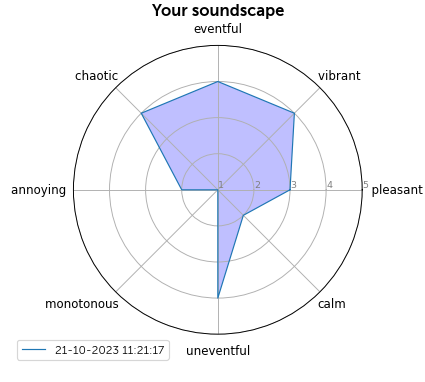 Your soundscape
eventful
chaotic
vibrant
annoying
1 2 3 4 5
pleasant
monotonous
calm
uneventful
21-10-2023 11:21:17